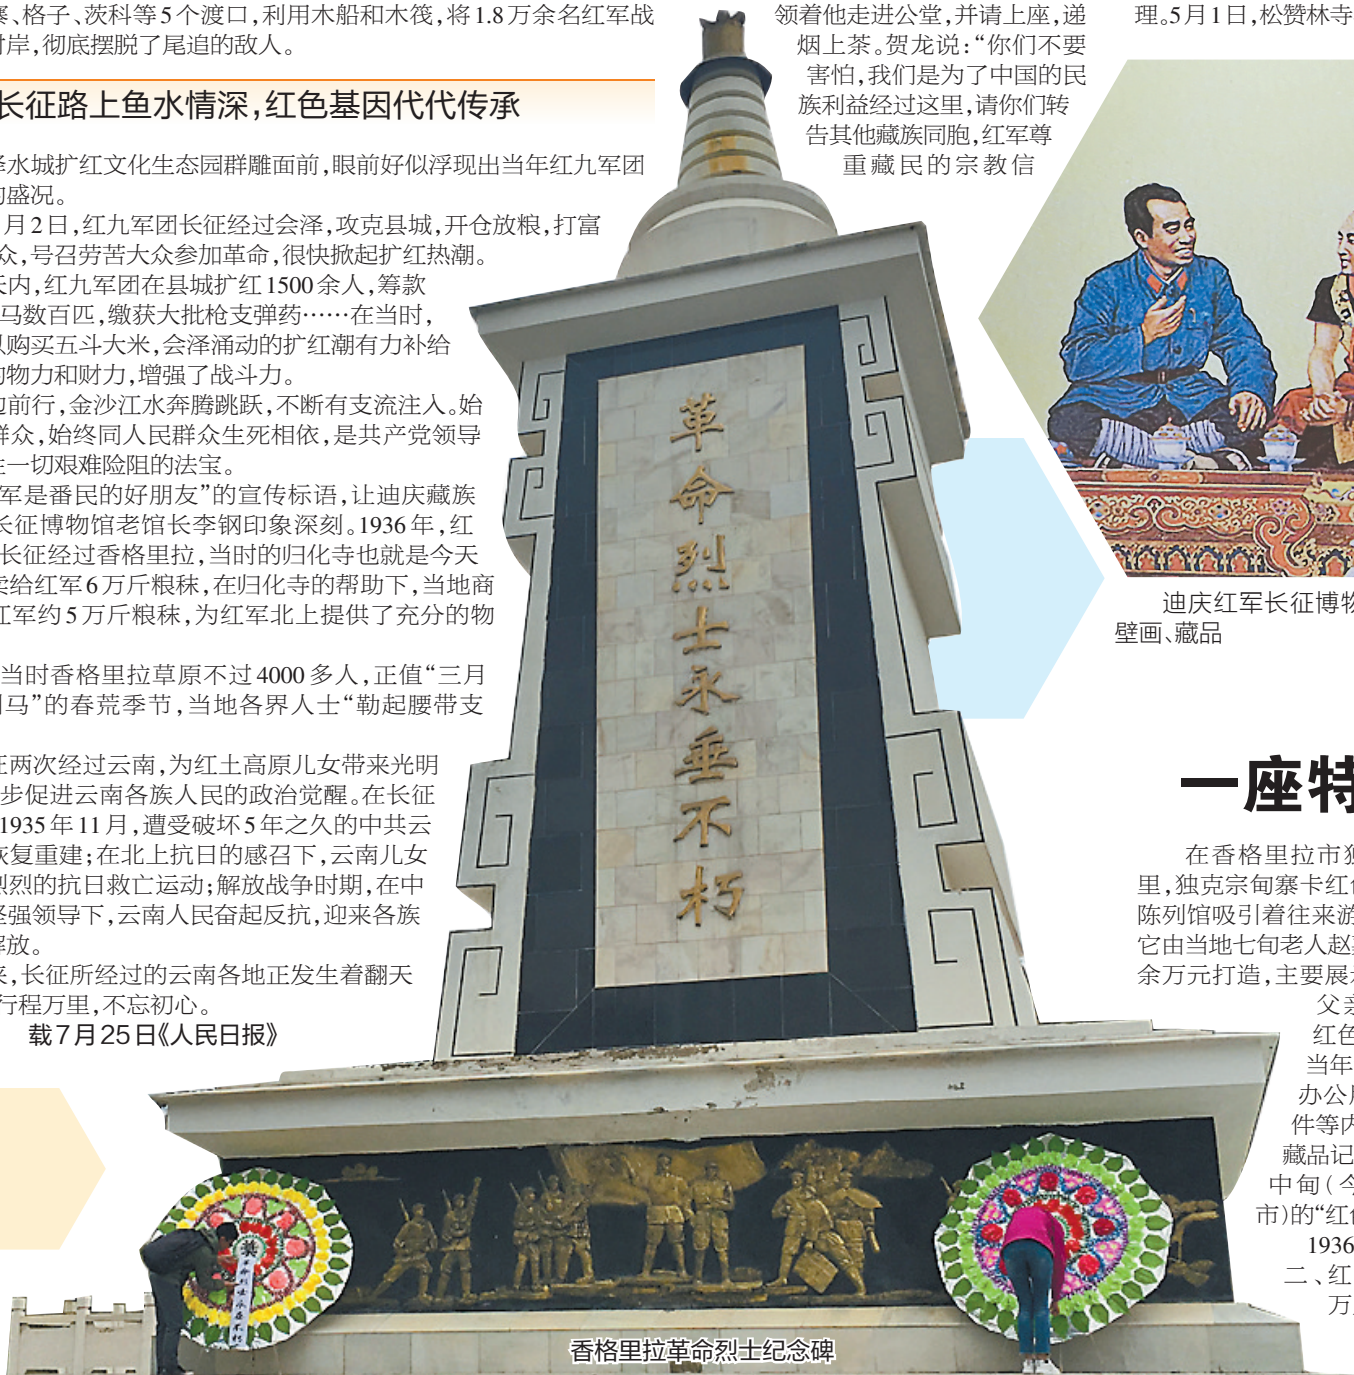 寨、格子、茨科等5个渡口,利用木船和木筏,将1.8万余名红军战
对岸,彻底摆脱了尾追的敌人。
长征路上鱼水情深,红色基因代代传承
泽水城扩红文化生态园群雕面前,眼前好似浮现出当年红九军团
的盛况。
月2日,红九军团长征经过会泽,攻克县城,开仓放粮,打富
众,号召劳苦大众参加革命,很快掀起扩红热潮。
天内,红九军团在县城扩红1500余人,筹款
马数百匹,缴获大批枪支弹药……在当时,
以购买五斗大米,会泽涌动的扩红潮有力补给
的物力和财力,增强了战斗力。
边前行,金沙江水奔腾跳跃,不断有支流注入。始
群众,始终同人民群众生死相依,是共产党领导
胜一切艰难险阻的法宝。
军是番民的好朋友”的宣传标语,让迪庆藏族
长征博物馆老馆长李钢印象深刻。1936年,红
长征经过香格里拉,当时的归化寺也就是今天
卖给红军6万斤粮秣,在归化寺的帮助下,当地商
红军约5万斤粮秣,为红军北上提供了充分的物
当时香格里拉草原不过4000多人,正值“三月
马”的春荒季节,当地各界人士“勒起腰带支
征两次经过云南,为红土高原儿女带来光明
步促进云南各族人民的政治觉醒。在长征
1935年11月,遭受破坏5年之久的中共云
恢复重建;在北上抗日的感召下,云南儿女
烈烈的抗日救亡运动;解放战争时期,在中
坚强领导下,云南人民奋起反抗,迎来各族
解放。
来,长征所经过的云南各地正发生着翻天
行程万里,不忘初心。
载7月25日《人民日报》
领着他走进公堂,并请上座,递
烟上茶。贺龙说:“你们不要
害怕,我们是为了中国的民
族利益经过这里,请你们转
告其他藏族同胞,红军尊
重藏民的宗教信
理。5月1日,松赞林寺
革命烈士永垂不朽
奠
革命烈士永垂不朽
香格里拉革命烈士纪念碑
迪庆红军长征博物
壁画、藏品
一座特
在香格里拉市独
里,独克宗甸寨卡红色
陈列馆吸引着往来游
它由当地七旬老人赵
余万元打造,主要展示
父亲
红色
当年
办公用
件等内
藏品记
中甸(今
市)的“红色
1936
二、红
万